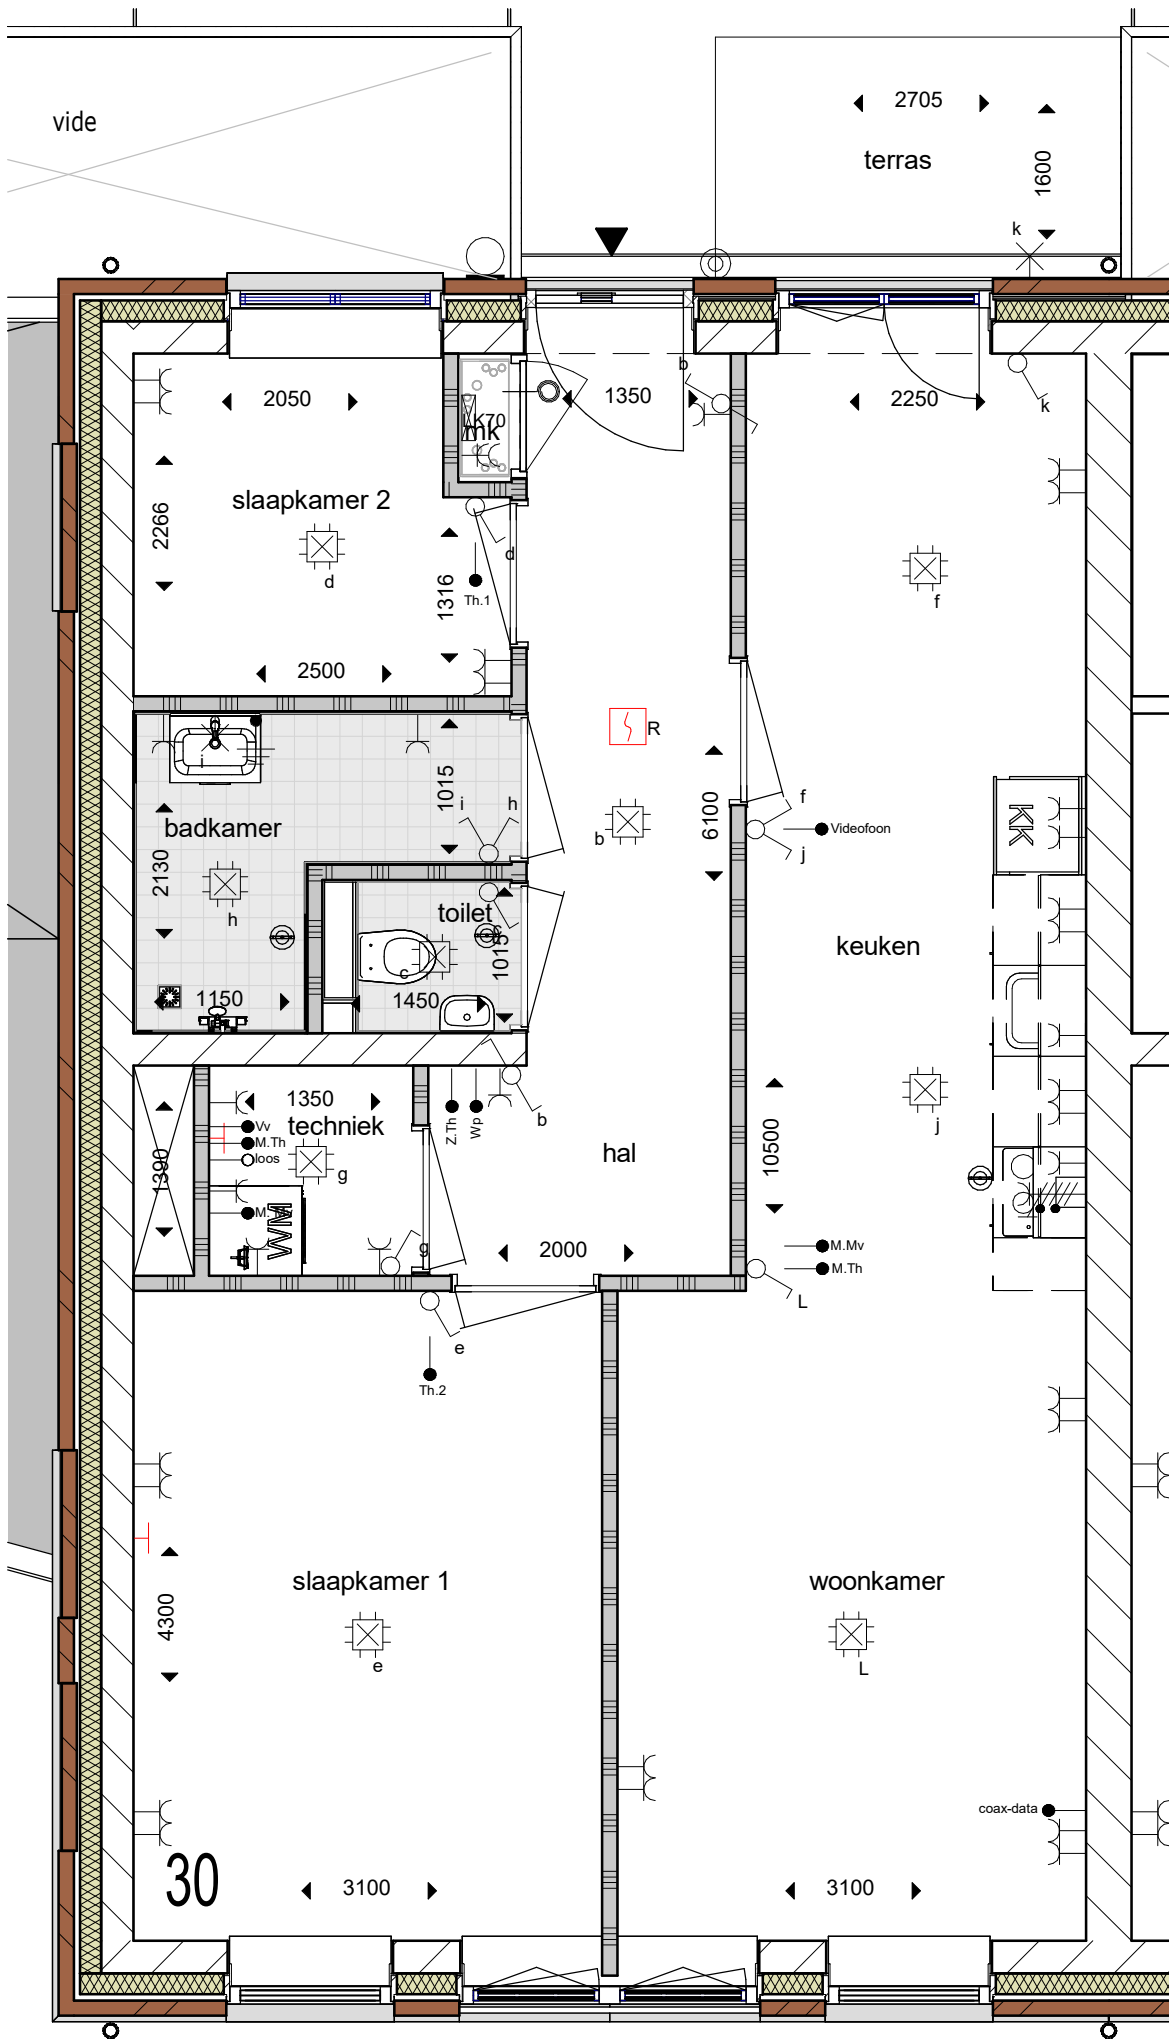 vide
2705
terras
1600
k
2050
1350
b
2250
k
LK70
mk
slaapkamer 2
2266
d
d
1316
Th.1
f
2500
R
i
1015
i
h
badkamer
b
6100
f
Videofoon
j
KK
2130
h
toilet
c
1015
keuken
1150
1450
1350
techniek
Vv
M.Th
loos
g
Z.Th
Wp
b
hal
j
10500
1390
WM
g
2000
M.Mv
M.Th
L
e
Th.2
slaapkamer 1
woonkamer
4300
e
L
coax-data
30
3100
3100